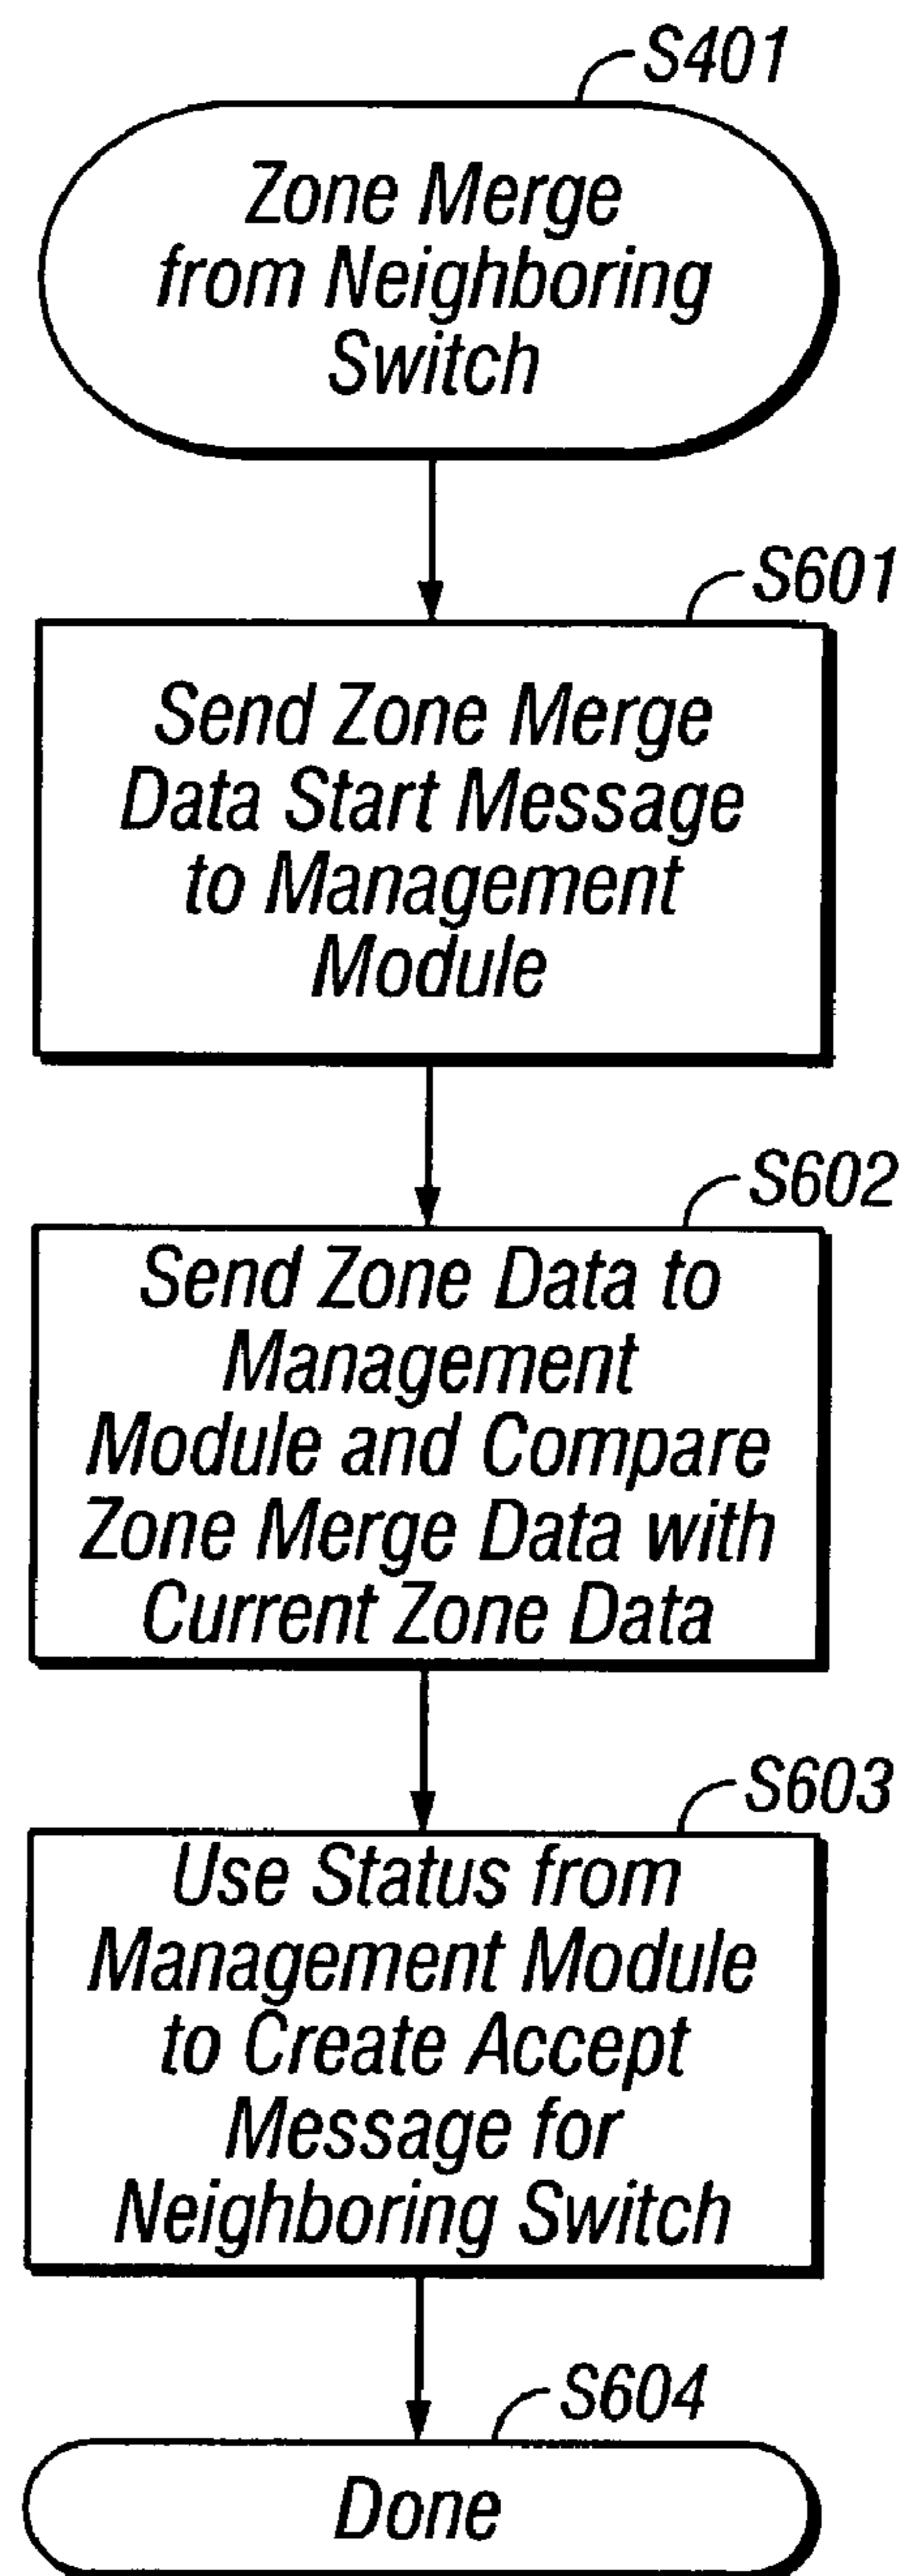 S401
Zone Merge
from Neighboring
Switch
S601
Send Zone Merge
Data Start Message
to Management
Module
S602
Send Zone Data to
Management
Module and Compare
Zone Merge Data with
Current Zone Data
S603
Use Status from
Management Module
to Create Accept
Message for
Neighboring Switch
S604
Done